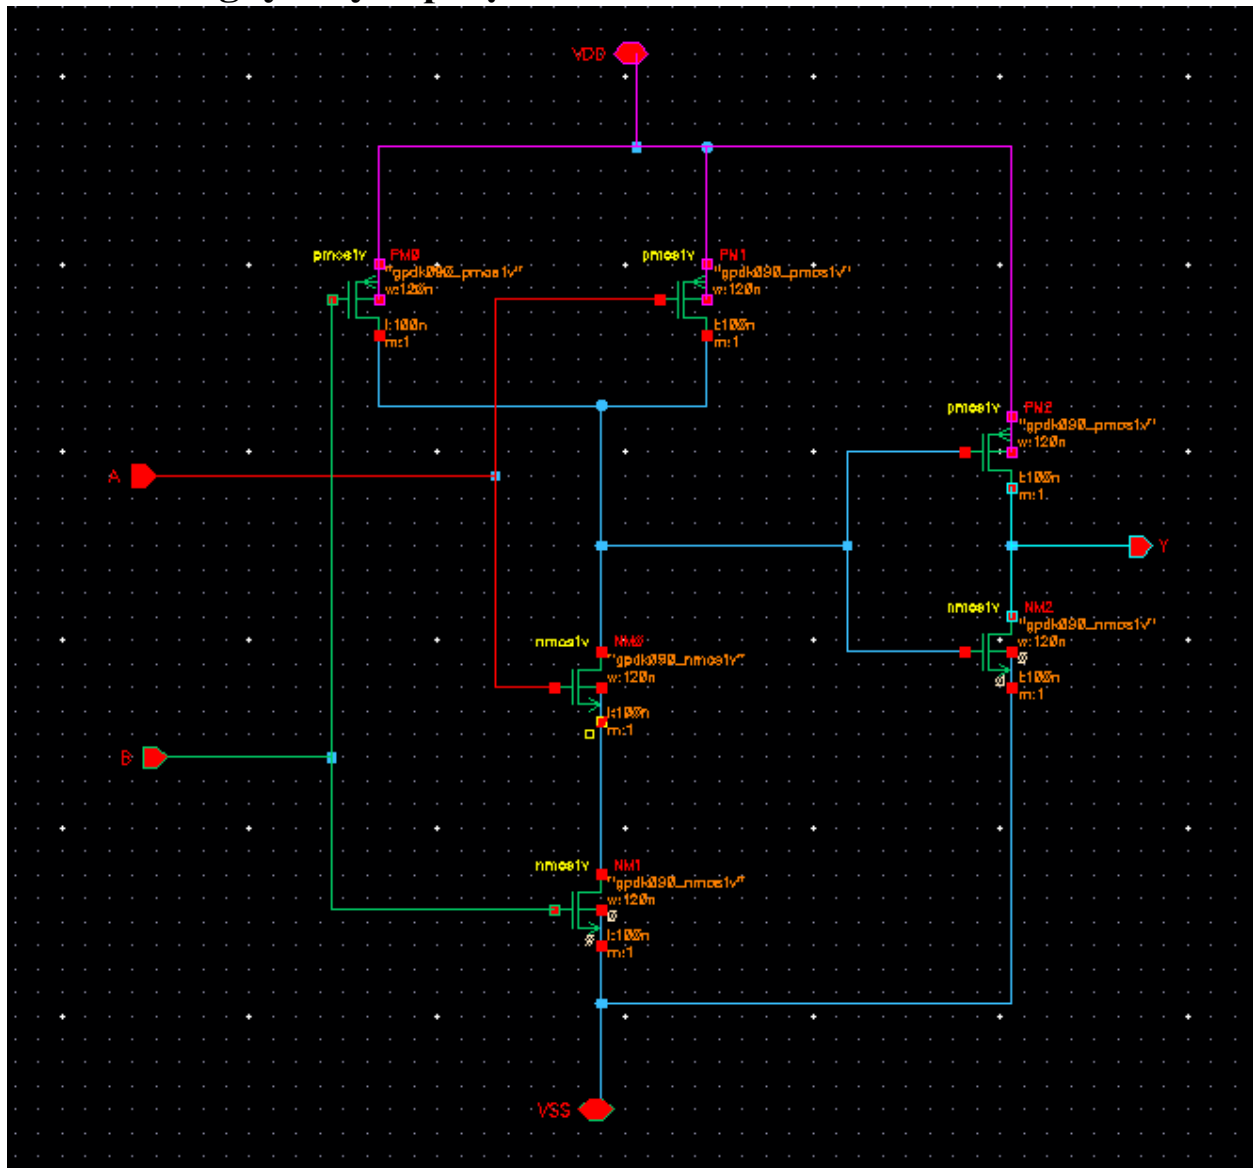 VDD
pmos1v PM0
"gpdk090_pmos1v"
w:120n
l:100n
m:1
pmos1v PM1
"gpdk090_pmos1v"
w:120n
l:100n
m:1
pmos1v PM2
"gpdk090_pmos1v"
w:120n
l:100n
m:1
A
Y
nmos1v NM2
"gpdk090_nmos1v"
w:120n
l:100n
m:1
nmos1v NM0
"gpdk090_nmos1v"
w:120n
l:100n
m:1
B
nmos1v NM1
"gpdk090_nmos1v"
w:120n
l:100n
m:1
VSS